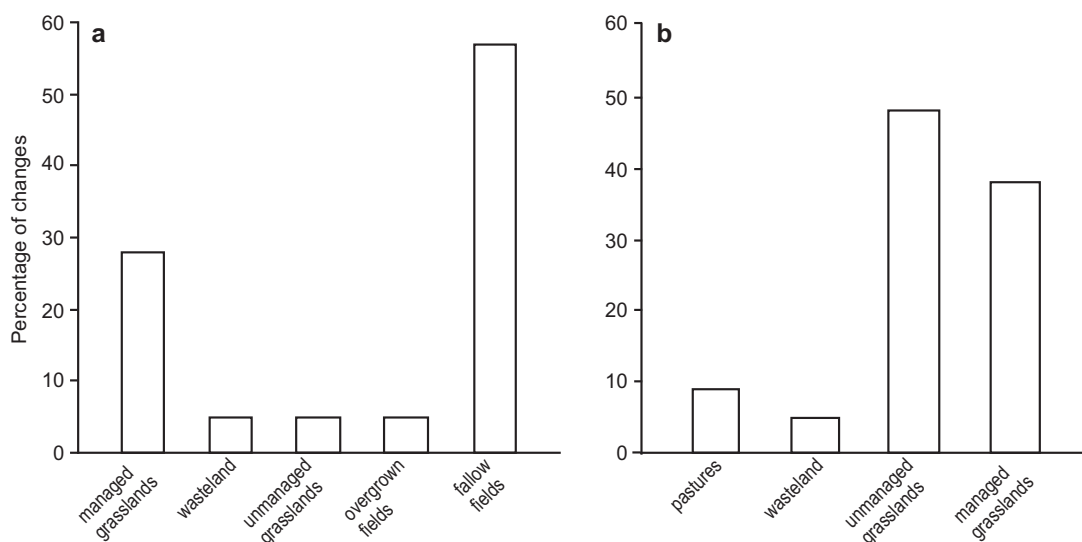 a
b
Percentage of changes
60
50
40
30
20
10
0
managed
grasslands
wasteland
unmanaged
grasslands
overgrown
fields
fallow
fields
60
50
40
30
20
10
0
pastures
wasteland
unmanaged
grasslands
managed
grasslands